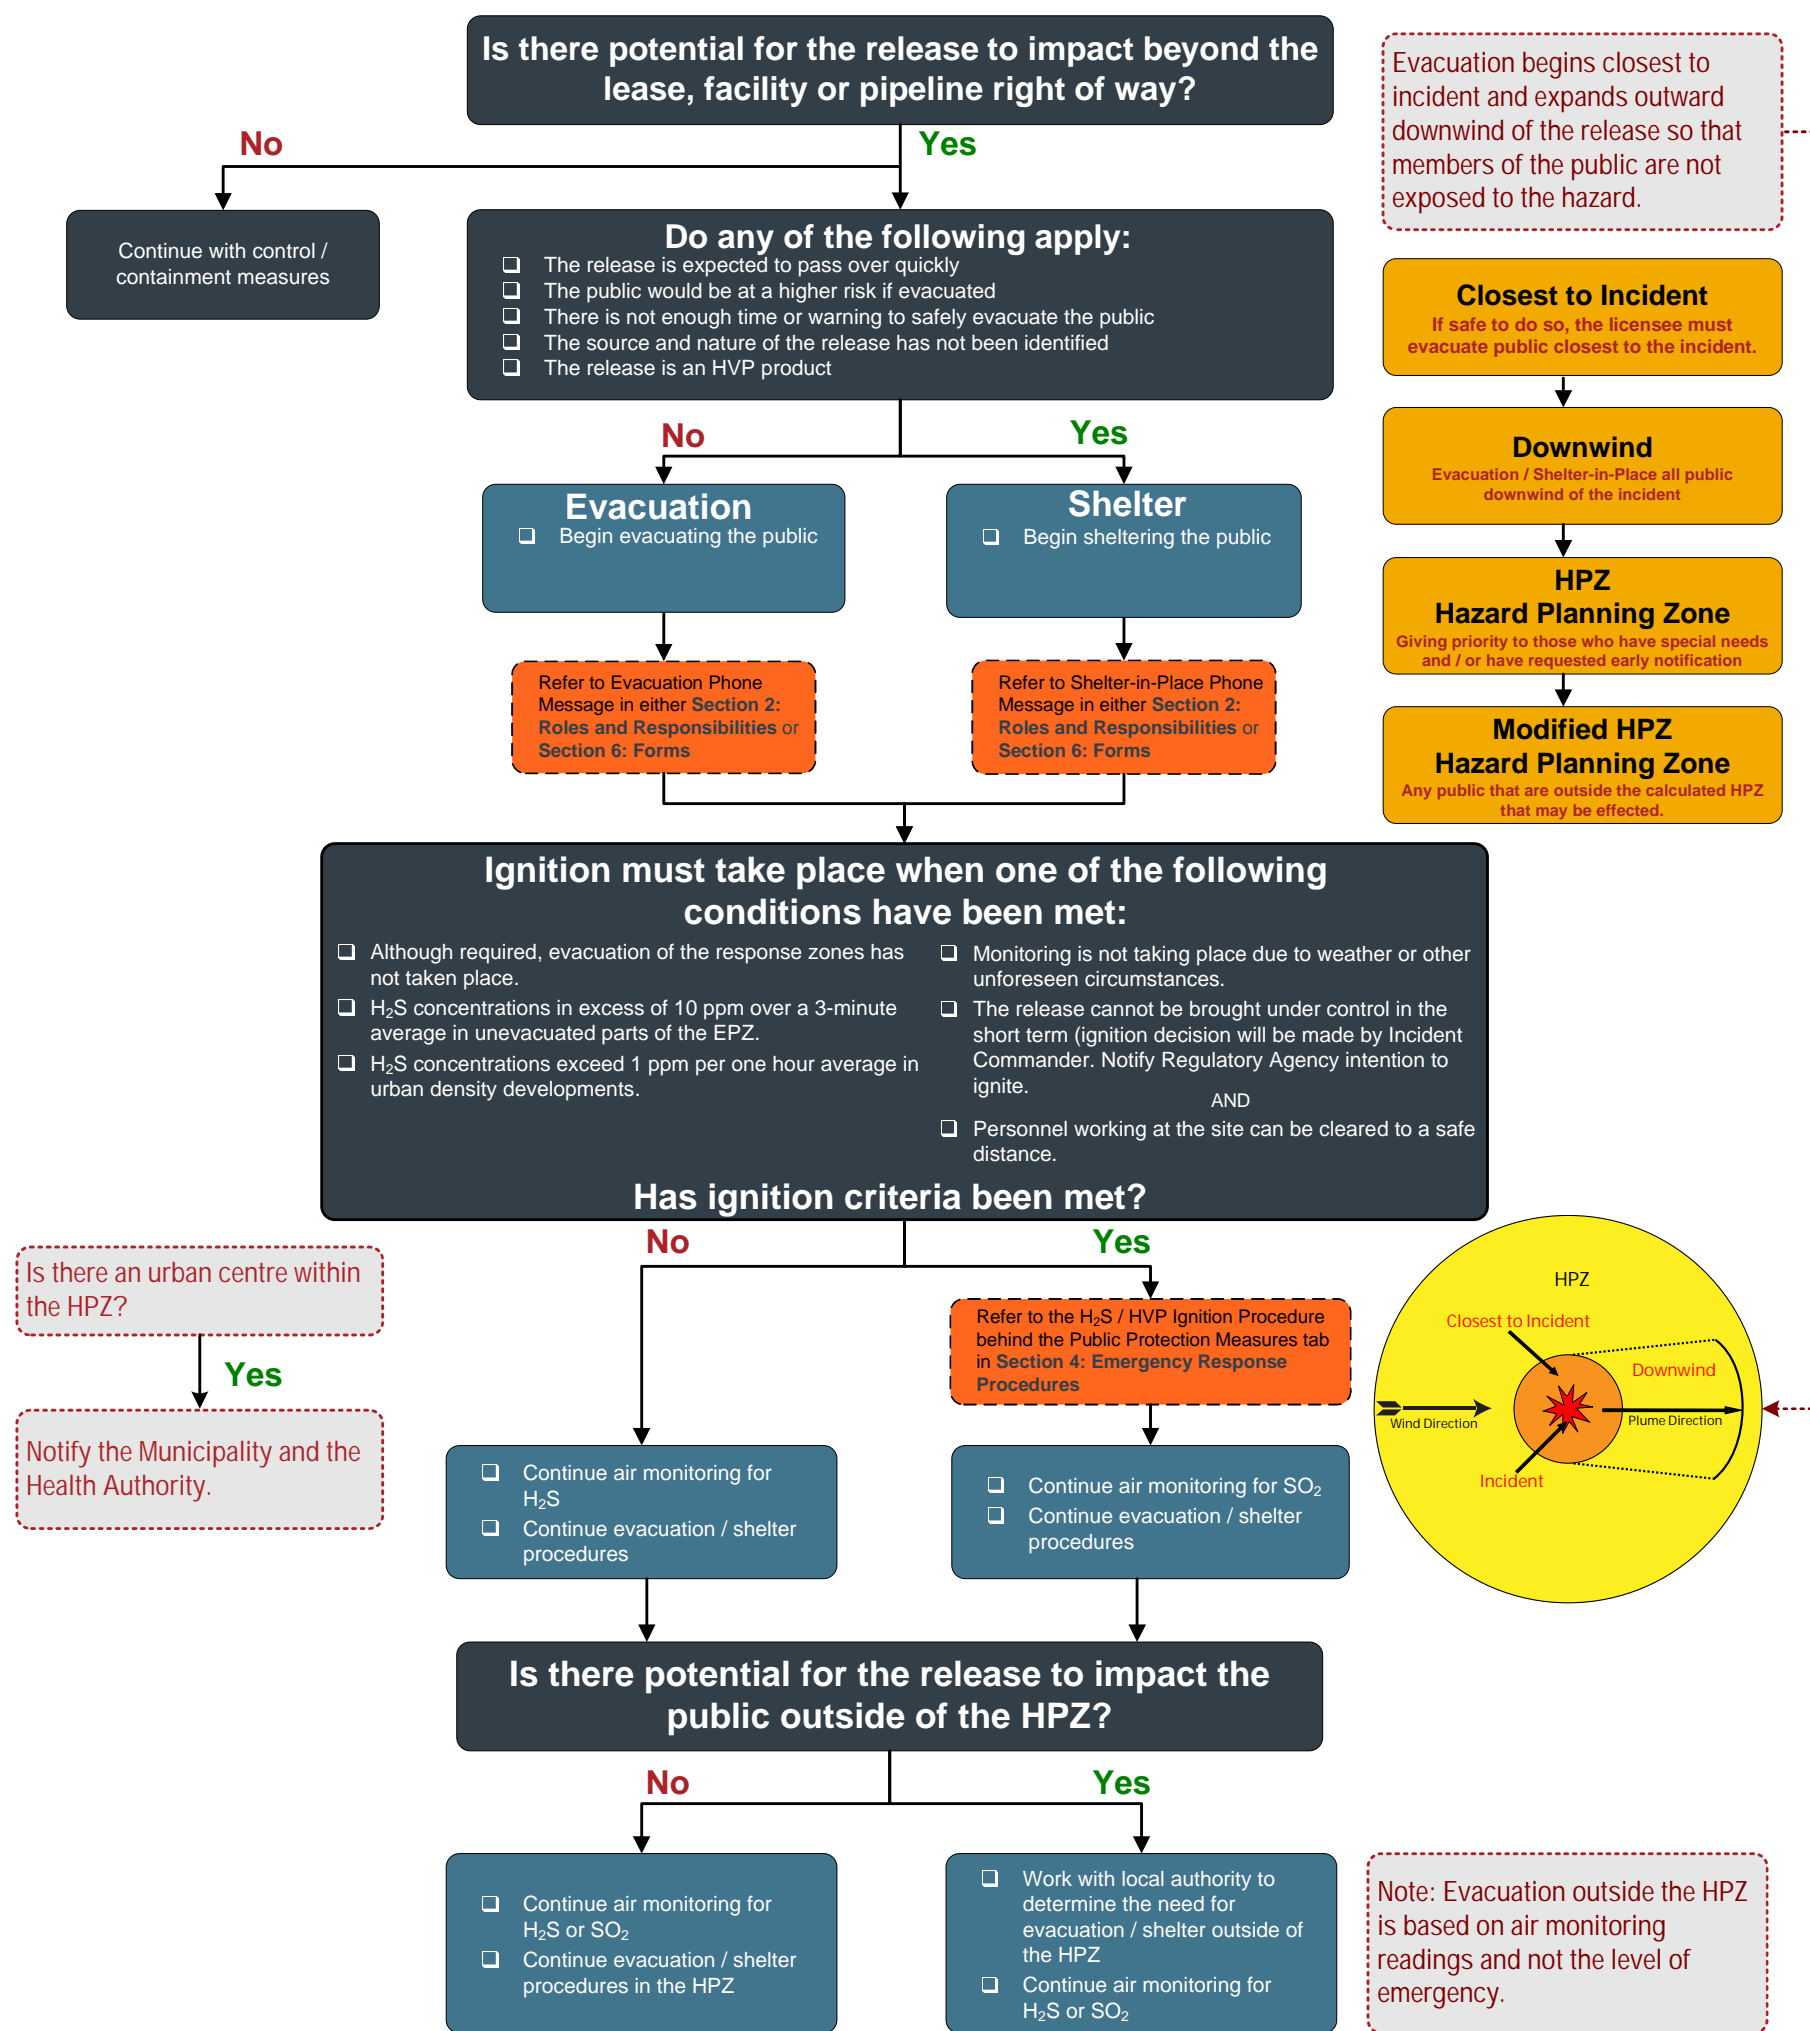 Is there potential for the release to impact beyond the
lease, facility or pipeline right of way?
No
Yes
Evacuation begins closest to
incident and expands outward
downwind of the release so that
members of the public are not
exposed to the hazard.
Continue with control /
containment measures
Do any of the following apply:
The release is expected to pass over quickly
The public would be at a higher risk if evacuated
There is not enough time or warning to safely evacuate the public
The source and nature of the release has not been identified
The release is an HVP product
Closest to Incident
If safe to do so, the licensee must
evacuate public closest to the incident.
Downwind
Evacuation / Shelter-in-Place all public
downwind of the incident
HPZ
Hazard Planning Zone
Giving priority to those who have special needs
and / or have requested early notification
Modified HPZ
Hazard Planning Zone
Any public that are outside the calculated HPZ
that may be effected.
No
Yes
Evacuation
Begin evacuating the public
Shelter
Begin sheltering the public
Refer to Evacuation Phone
Message in either Section 2:
Roles and Responsibilities or
Section 6: Forms
Refer to Shelter-in-Place Phone
Message in either Section 2:
Roles and Responsibilities or
Section 6: Forms
Ignition must take place when one of the following
conditions have been met:
Although required, evacuation of the response zones has
not taken place.
H₂S concentrations in excess of 10 ppm over a 3-minute
average in unevacuated parts of the EPZ.
H₂S concentrations exceed 1 ppm per one hour average in
urban density developments.
Monitoring is not taking place due to weather or other
unforeseen circumstances.
The release cannot be brought under control in the
short term (ignition decision will be made by Incident
Commander. Notify Regulatory Agency intention to
ignite.
AND
Personnel working at the site can be cleared to a safe
distance.
Has ignition criteria been met?
No
Yes
Is there an urban centre within
the HPZ?
Yes
Notify the Municipality and the
Health Authority.
Refer to the H₂S / HVP Ignition Procedure
behind the Public Protection Measures tab
in Section 4: Emergency Response
Procedures
HPZ
Closest to Incident
Downwind
Wind Direction
Plume Direction
Incident
Continue air monitoring for
H₂S
Continue evacuation / shelter
procedures
Continue air monitoring for SO₂
Continue evacuation / shelter
procedures
Is there potential for the release to impact the
public outside of the HPZ?
No
Yes
Continue air monitoring for
H₂S or SO₂
Continue evacuation / shelter
procedures in the HPZ
Work with local authority to
determine the need for
evacuation / shelter outside of
the HPZ
Continue air monitoring for
H₂S or SO₂
Note: Evacuation outside the HPZ
is based on air monitoring
readings and not the level of
emergency.